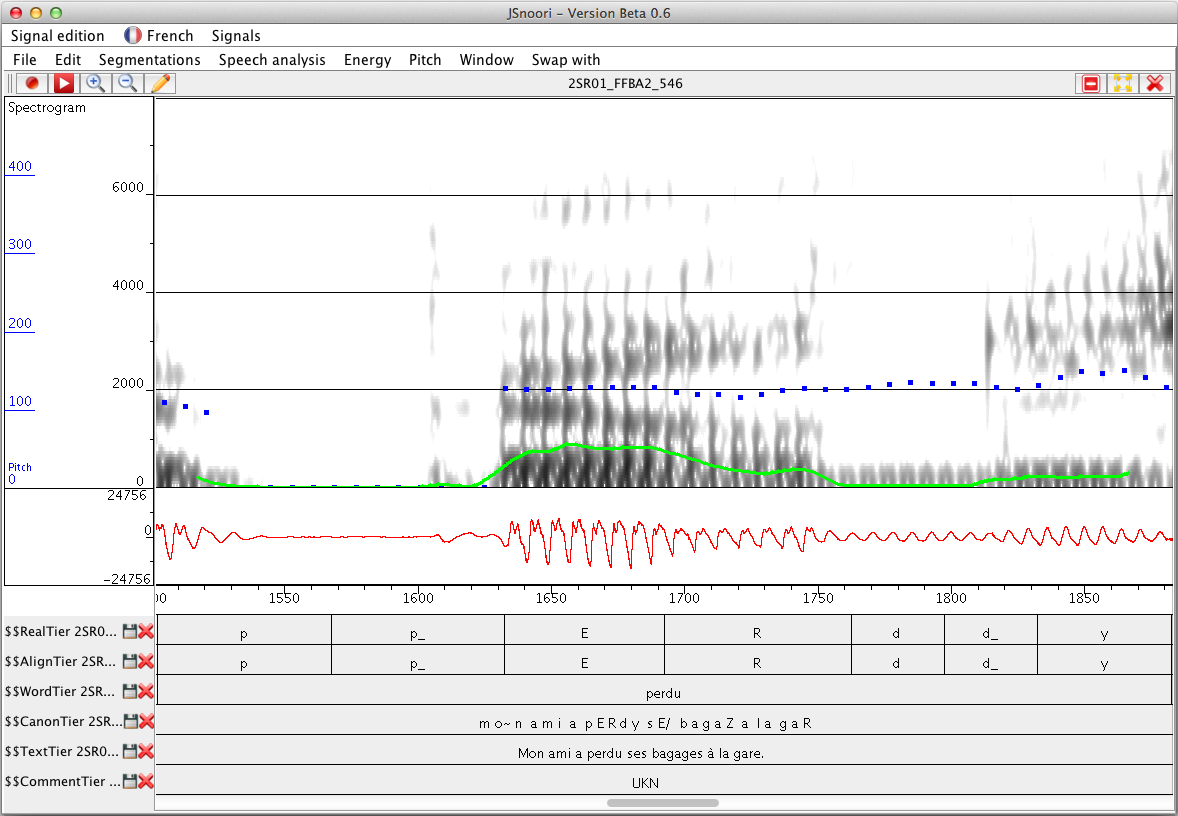 JSnoori - Version Beta 0.6
Signal edition French Signals
File Edit Segmentations Speech analysis Energy Pitch Window Swap with
2SR01_FFBA2_546
Spectrogram
400
6000
300
4000
200
2000
100
Pitch
0
0
24756
0
-24756
00 1550 1600 1650 1700 1750 1800 1850
$$RealTier 2SR0... p p_ E R d d_ y
$$AlignTier 2SR... p p_ E R d d_ y
$$WordTier 2SR... perdu
$$CanonTier 2SR... m o~ n a m i a p E R d y s E/ b a g a Z a l a g a R
$$TextTier 2SR0... Mon ami a perdu ses bagages à la gare.
$$CommentTier ... UKN